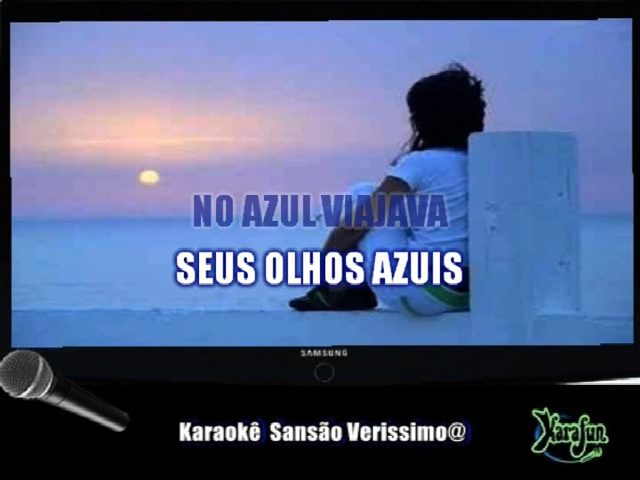 NO AZUL VIAJAVA
SEUS OLHOS AZUIS
SAMSUNG
Karaokê Sansão Verissimo@
KaraFun